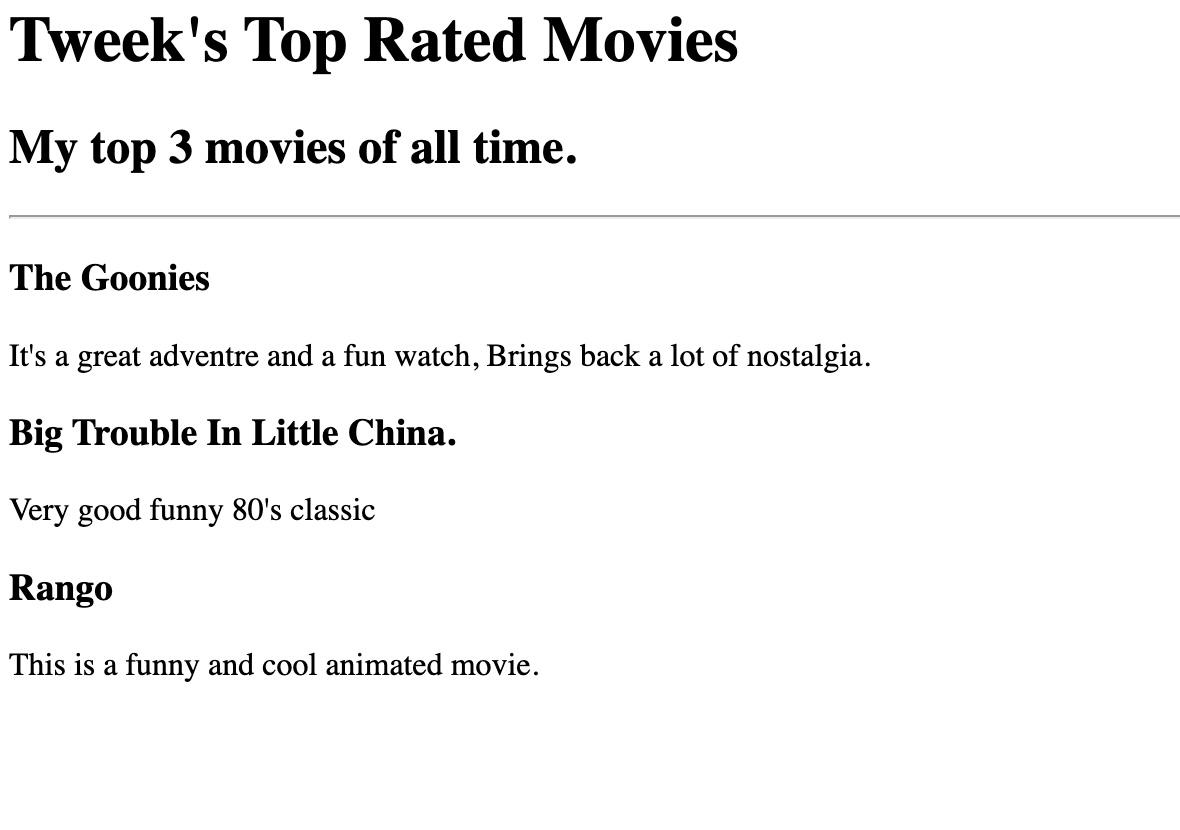 Tweek's Top Rated Movies
My top 3 movies of all time.
The Goonies
It's a great adventre and a fun watch, Brings back a lot of nostalgia.
Big Trouble In Little China.
Very good funny 80's classic
Rango
This is a funny and cool animated movie.